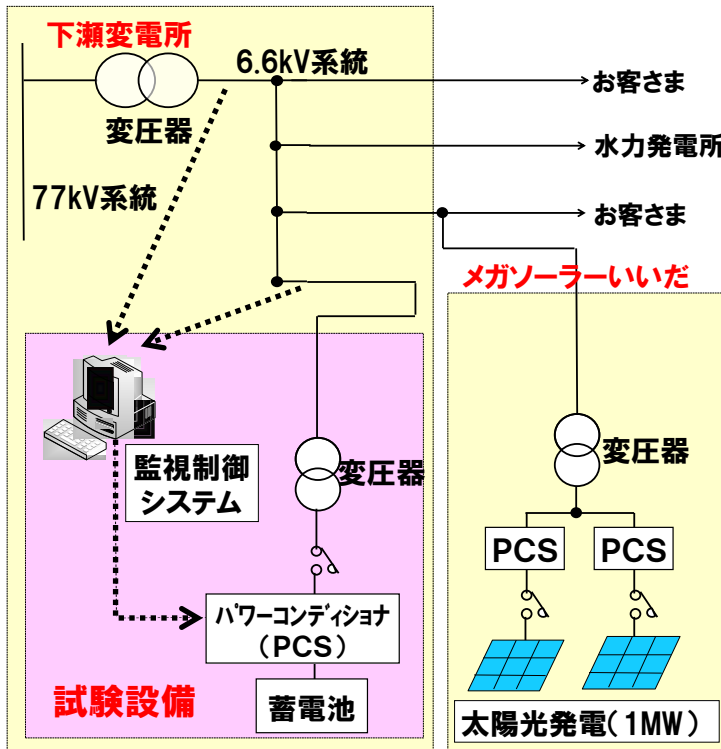 下瀬変電所
6.6kV系統
お客さま
変圧器
水力発電所
77kV系統
お客さま
メガソーラーいいだ
監視制御
システム
変圧器
変圧器
PCS
PCS
パワーコンディショナ
(PCS)
試験設備
蓄電池
太陽光発電(1MW)